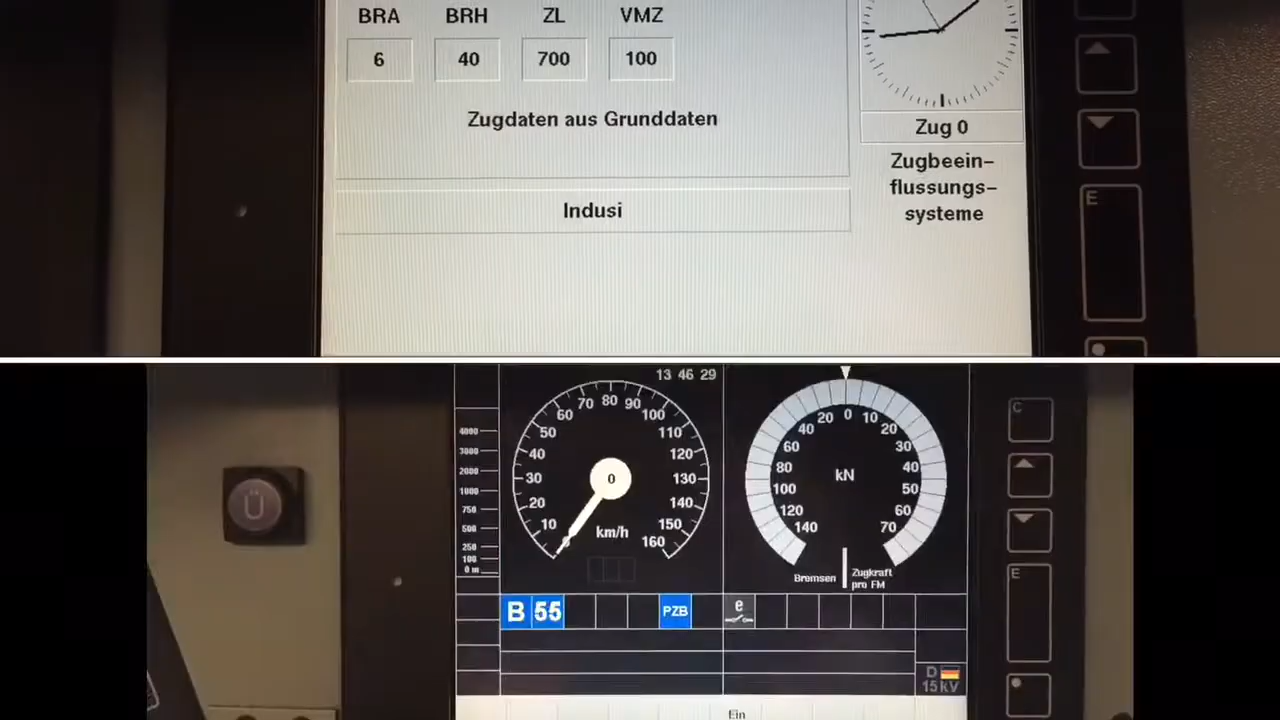 BRA BRH ZL VMZ
6 40 700 100
Zugdaten aus Grunddaten
Zug 0
Zugbeein-
flussungs-
systeme
Indusi
E
13 46 29
4000
3000
2000
1000
750
500
250
100
0 m
0 10 20 30 40 50 60 70 80 90 100 110 120 130 140 150 160
0
km/h
140 120 100 80 60 40 20 0 10 20 30 40 50 60 70
kN
Bremsen
Zugkraft
pro FM
Ü
B 55 PZB e
D
15 kV
Ein
C
E